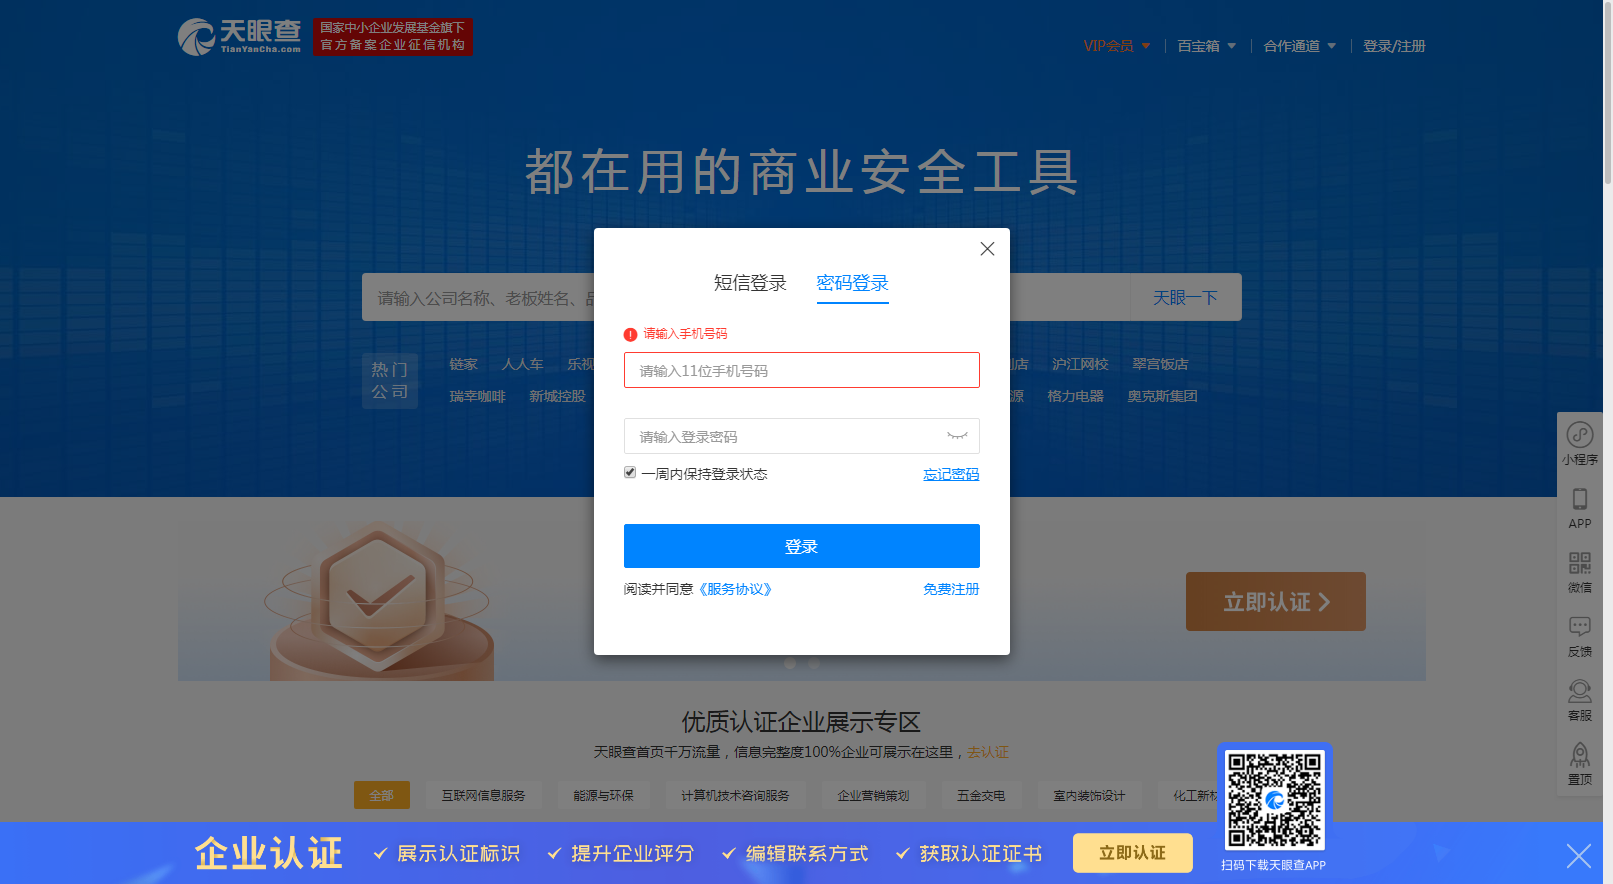 天眼查
TianYanCha.com
国家中小企业发展基金旗下
官方备案企业征信机构
VIP会员
百宝箱
合作通道
登录/注册
都在用的商业安全工具
短信登录
密码登录
请输入公司名称、老板姓名、品
天眼一下
请输入手机号码
请输入11位手机号码
热门
公司
链家
人人车
乐视
店
沪江网校
翠宫饭店
瑞幸咖啡
新城控股
源
格力电器
奥克斯集团
请输入登录密码
一周内保持登录状态
忘记密码
登录
阅读并同意《服务协议》
免费注册
立即认证
小程序
APP
微信
反馈
客服
置顶
优质认证企业展示专区
天眼查首页千万流量，信息完整度100%企业可展示在这里，去认证
全部
互联网信息服务
能源与环保
计算机技术咨询服务
企业营销策划
五金交电
室内装饰设计
化工新材
企业认证
展示认证标识
提升企业评分
编辑联系方式
获取认证证书
立即认证
扫码下载天眼查APP